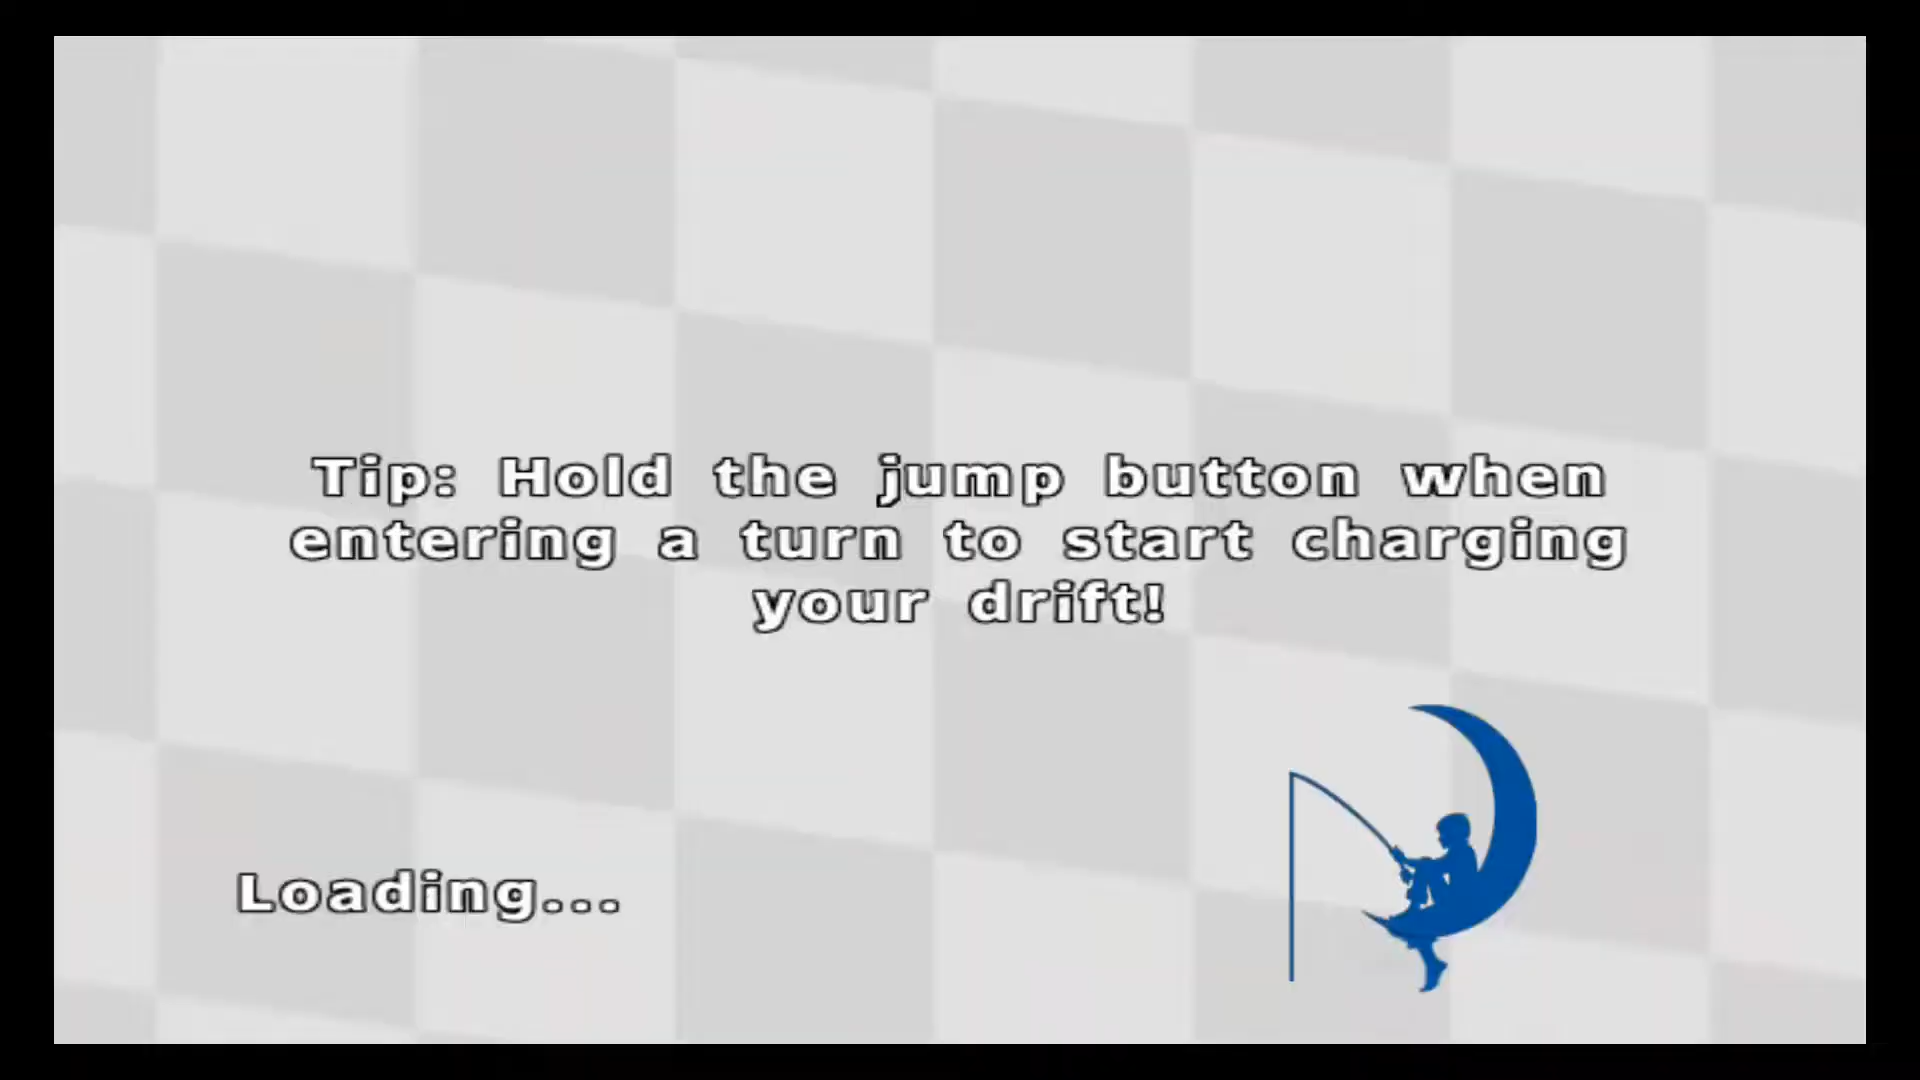 Tip: Hold the jump button when
entering a turn to start charging
your drift!
Loading...